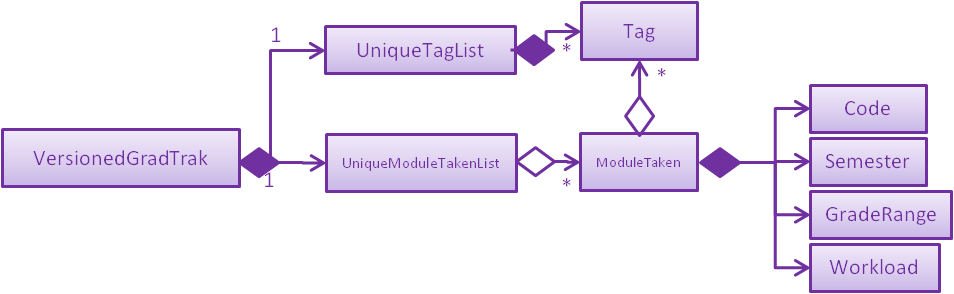 1
UniqueTagList
*
Tag
*
VersionedGradTrak
1
UniqueModuleTakenList
*
ModuleTaken
Code
Semester
GradeRange
Workload